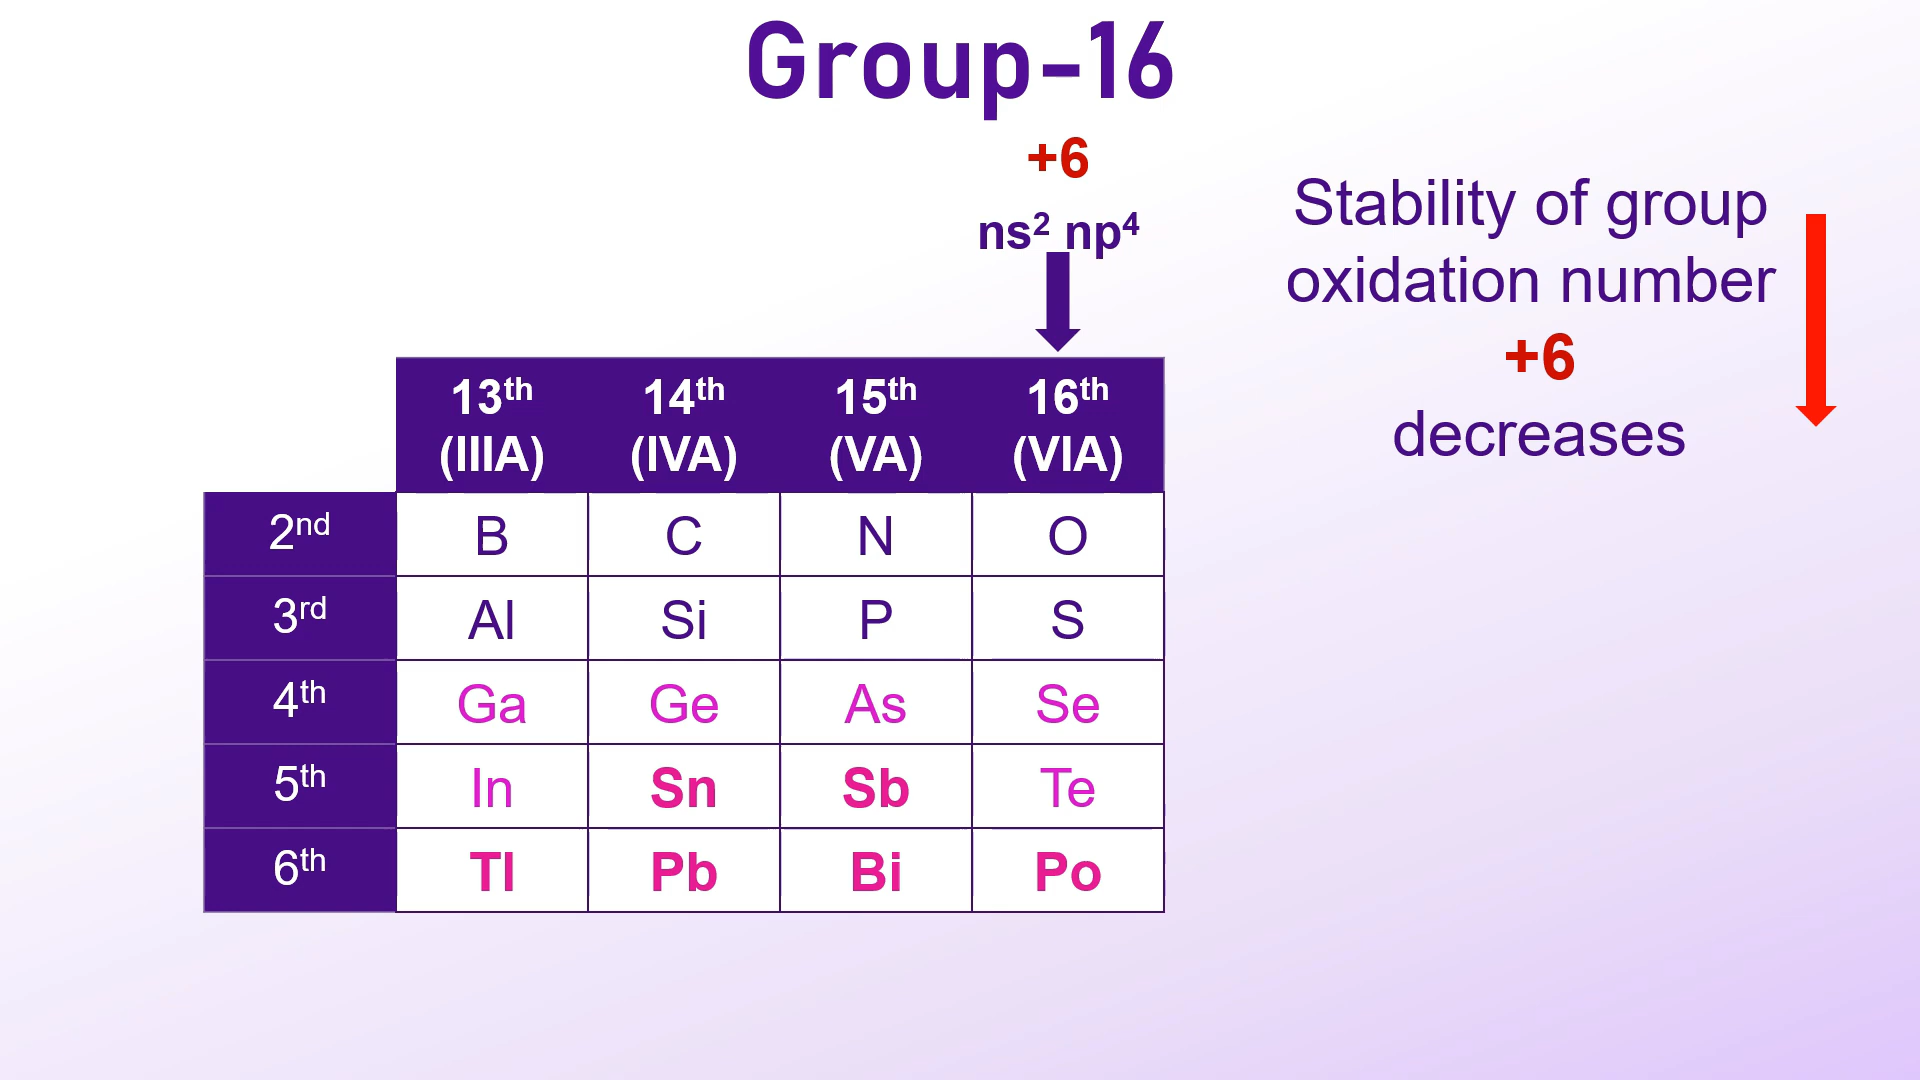 Group-16
+6
ns² np⁴
Stability of group
oxidation number
+6
decreases
13th 14th 15th 16th
(IIIA) (IVA) (VA) (VIA)
2nd B C N O
3rd Al Si P S
4th Ga Ge As Se
5th In Sn Sb Te
6th Tl Pb Bi Po